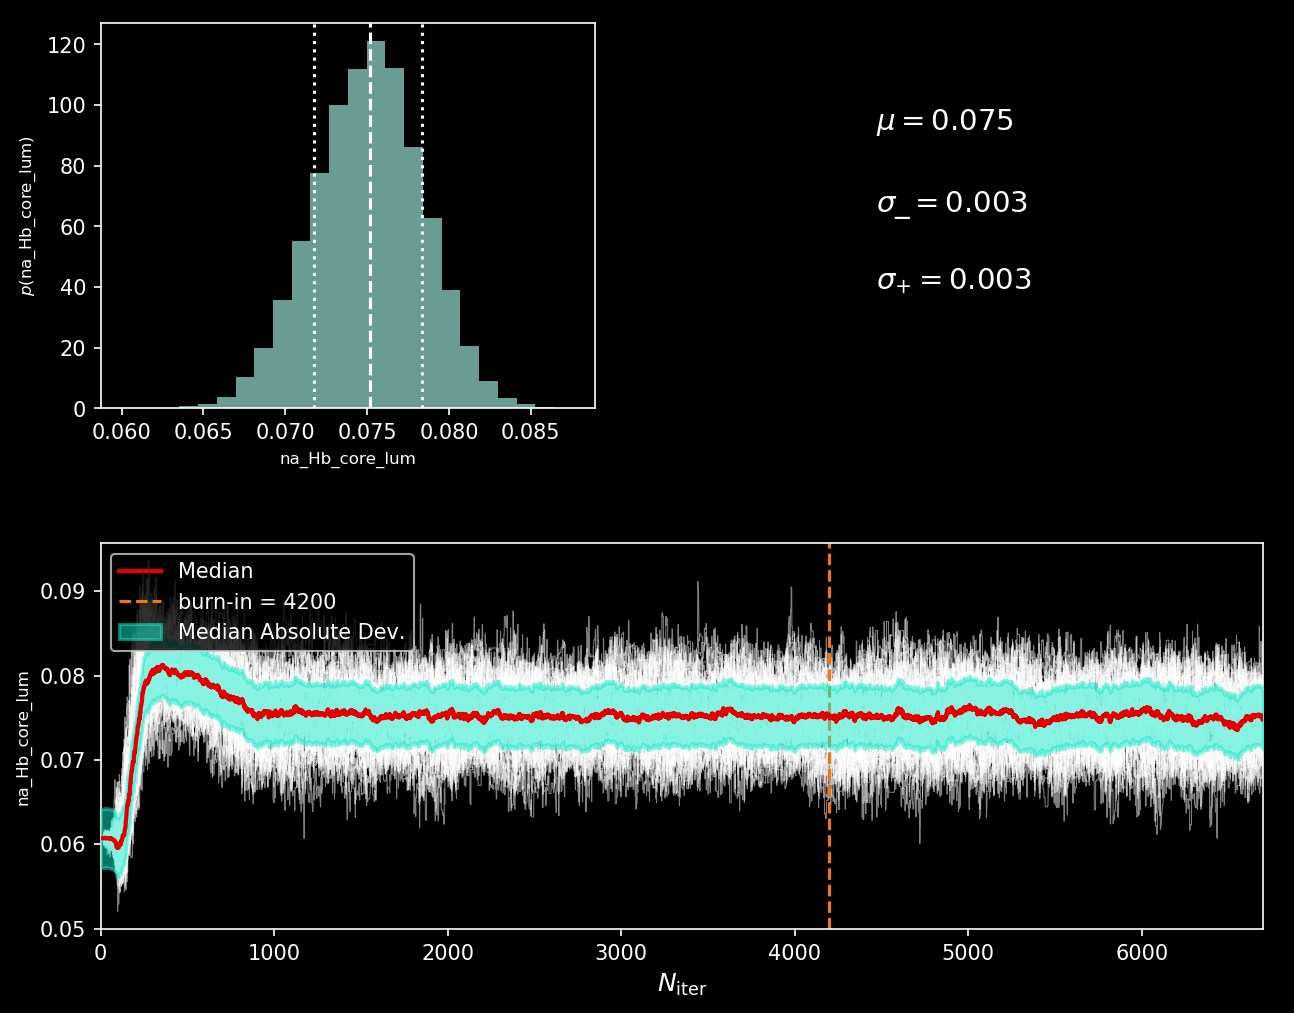 120
100
80
60
40
20
0
p(na_Hb_core_lum)
0.060 0.065 0.070 0.075 0.080 0.085
na_Hb_core_lum
μ = 0.075
σ₋ = 0.003
σ₊ = 0.003
Median
burn-in = 4200
Median Absolute Dev.
0.09
0.08
0.07
0.06
0.05
na_Hb_core_lum
0 1000 2000 3000 4000 5000 6000
N_iter